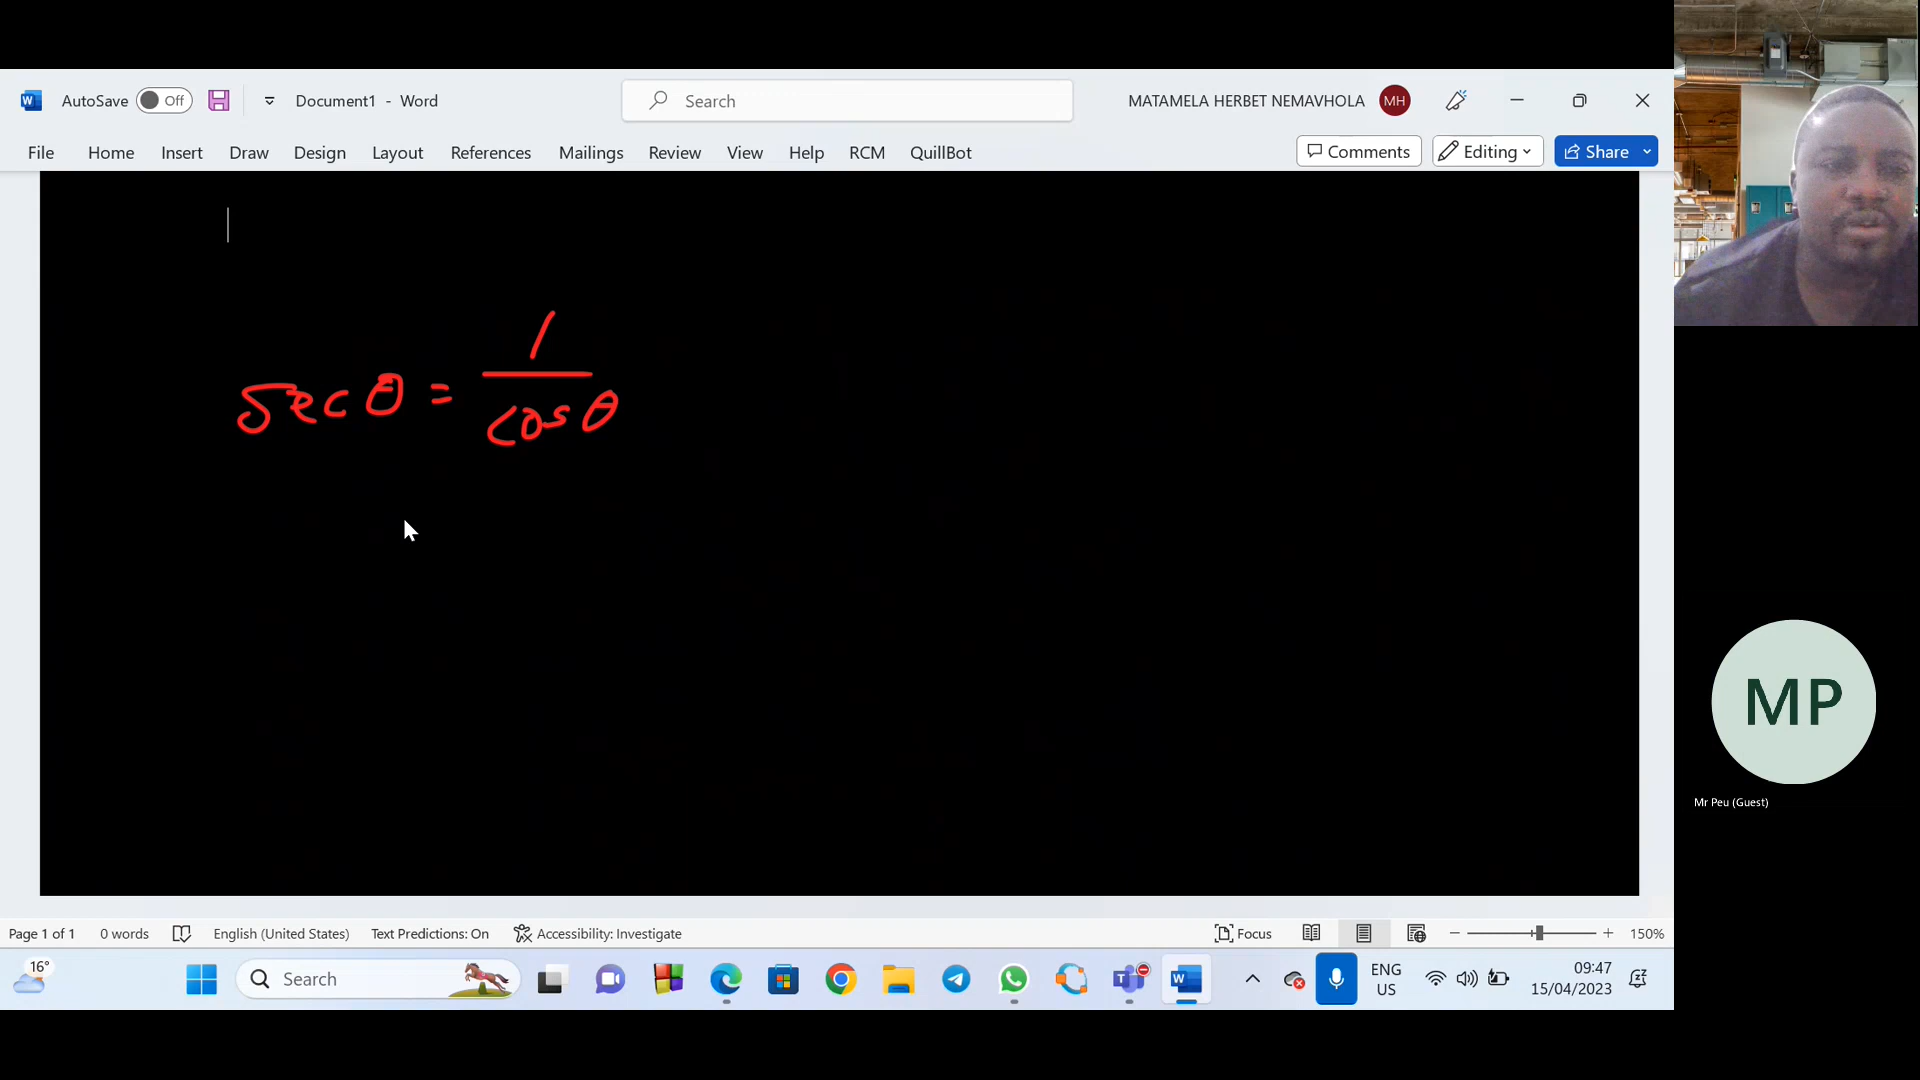 AutoSave Off Document1 - Word Search MATAMELA HERBET NEMAVHOLA MH
File Home Insert Draw Design Layout References Mailings Review View Help RCM QuillBot Comments Editing Share
sec θ = 1/cos θ
MP
Mr Peu (Guest)
Page 1 of 1 0 words English (United States) Text Predictions: On Accessibility: Investigate Focus 150%
16° Search ENG US 09:47 15/04/2023